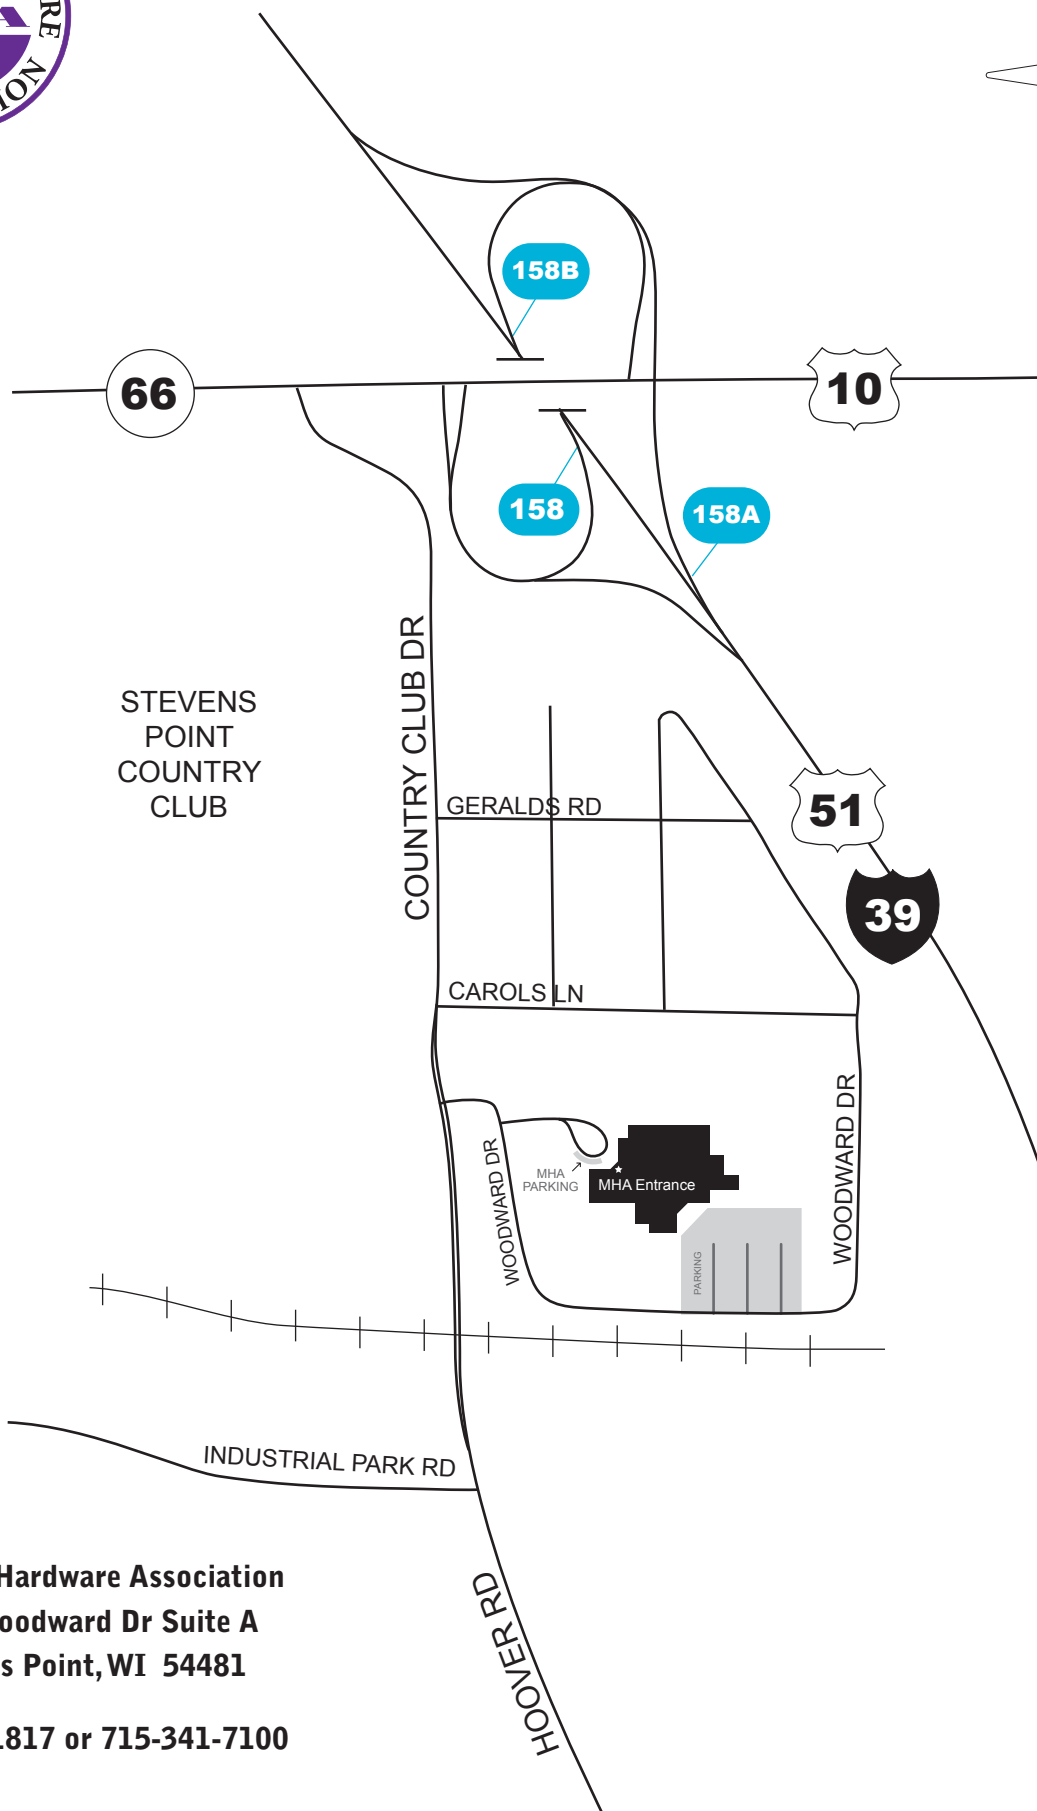 158B
66
10
158
158A
COUNTRY CLUB DR
STEVENS
POINT
COUNTRY
CLUB
51
GERALDS RD
39
CAROLS LN
WOODWARD DR
WOODWARD DR
MHA
PARKING
MHA Entrance
PARKING
INDUSTRIAL PARK RD
HOOVER RD
Hardware Association
Woodward Dr Suite A
s Point, WI 54481
1817 or 715-341-7100